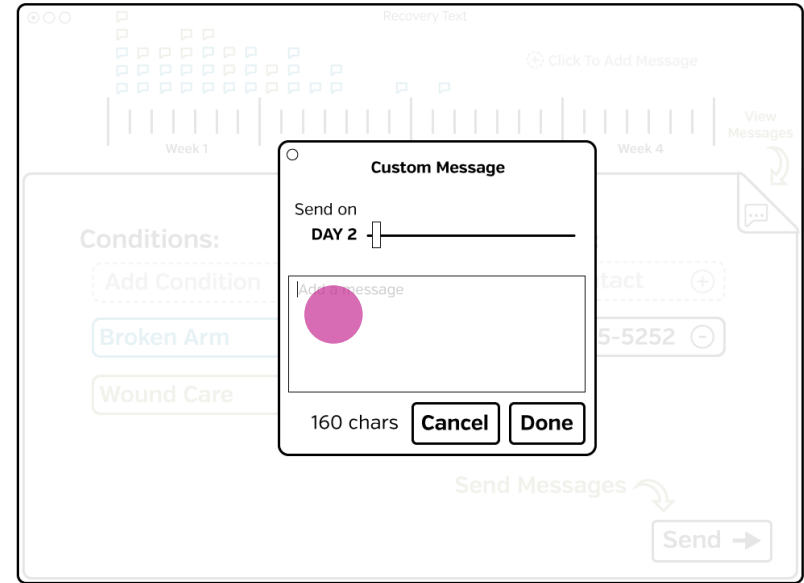 Recovery Text
Click To Add Message
View
Messages
Week 1
Week 4
Custom Message
Send on
DAY 2
Add a message
160 chars
Cancel
Done
Conditions:
Add Condition
Broken Arm
Wound Care
tact
5-5252
Send Messages
Send